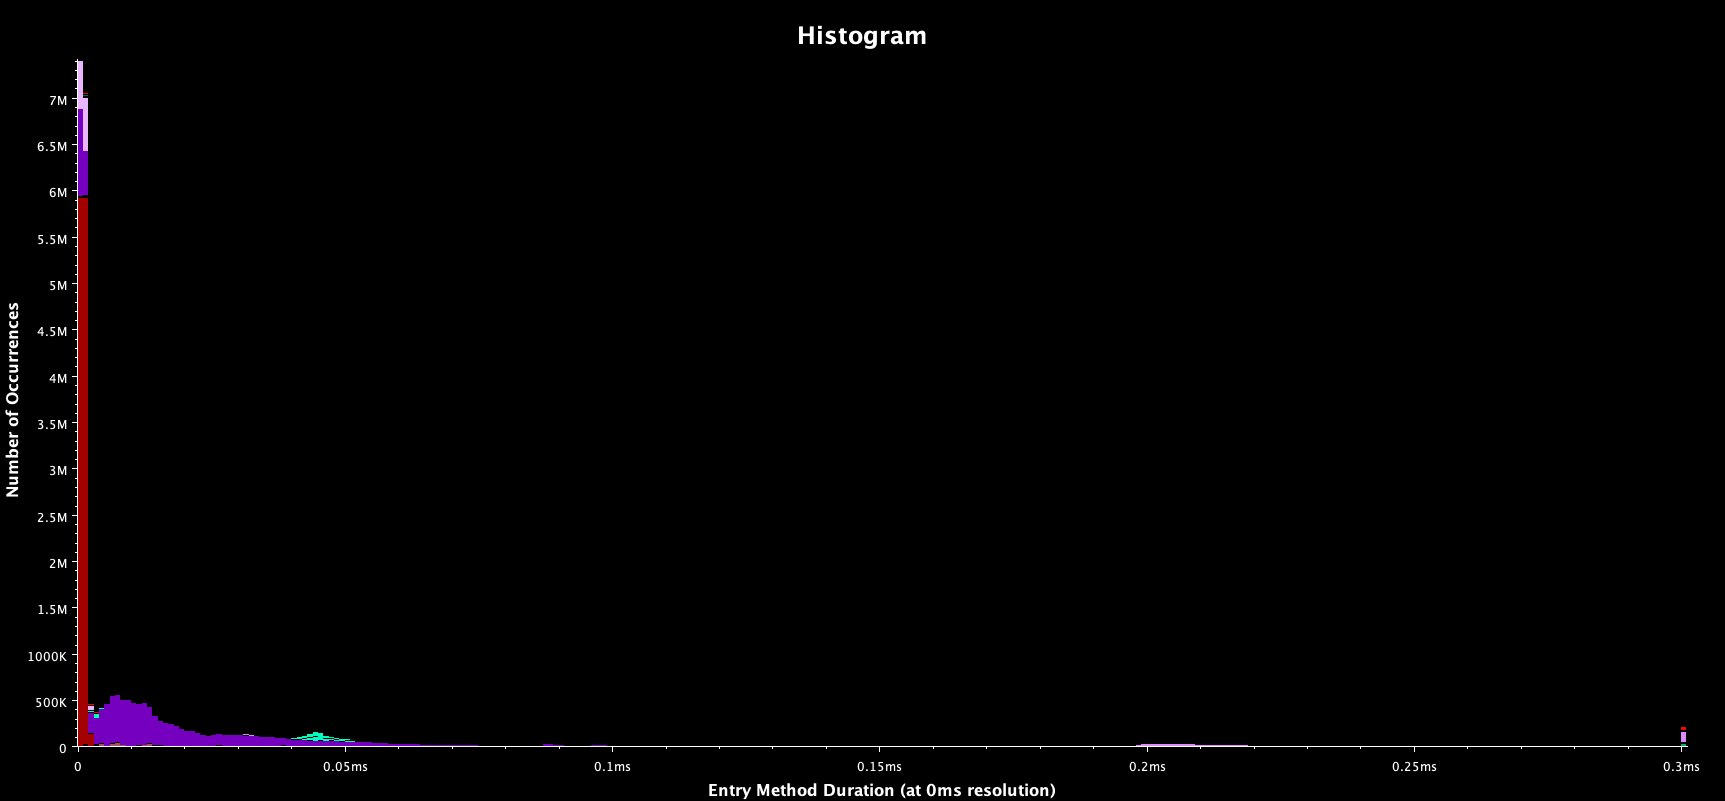 Histogram
7M
6.5M
6M
5.5M
5M
4.5M
4M
3.5M
3M
2.5M
2M
1.5M
1000K
500K
0
Number of Occurrences
0 0.05ms 0.1ms 0.15ms 0.2ms 0.25ms 0.3ms
Entry Method Duration (at 0ms resolution)